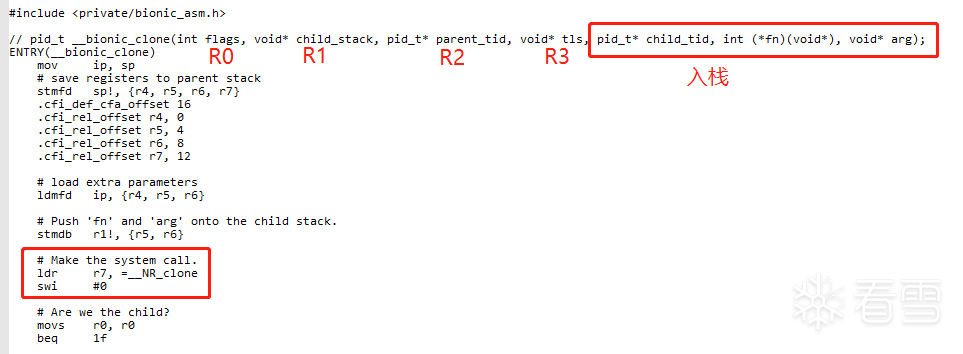 #include <private/bionic_asm.h>
// pid_t __bionic_clone(int flags, void* child_stack, pid_t* parent_tid, void* tls, pid_t* child_tid, int (*fn)(void*), void* arg);
ENTRY(__bionic_clone)
R0 R1 R2 R3
入栈
mov ip, sp
# save registers to parent stack
stmfd sp!, {r4, r5, r6, r7}
.cfi_def_cfa_offset 16
.cfi_rel_offset r4, 0
.cfi_rel_offset r5, 4
.cfi_rel_offset r6, 8
.cfi_rel_offset r7, 12
# load extra parameters
ldmfd ip, {r4, r5, r6}
# Push 'fn' and 'arg' onto the child stack.
stmdb r1!, {r5, r6}
# Make the system call.
ldr r7, =__NR_clone
swi #0
# Are we the child?
movs r0, r0
beq 1f
看雪